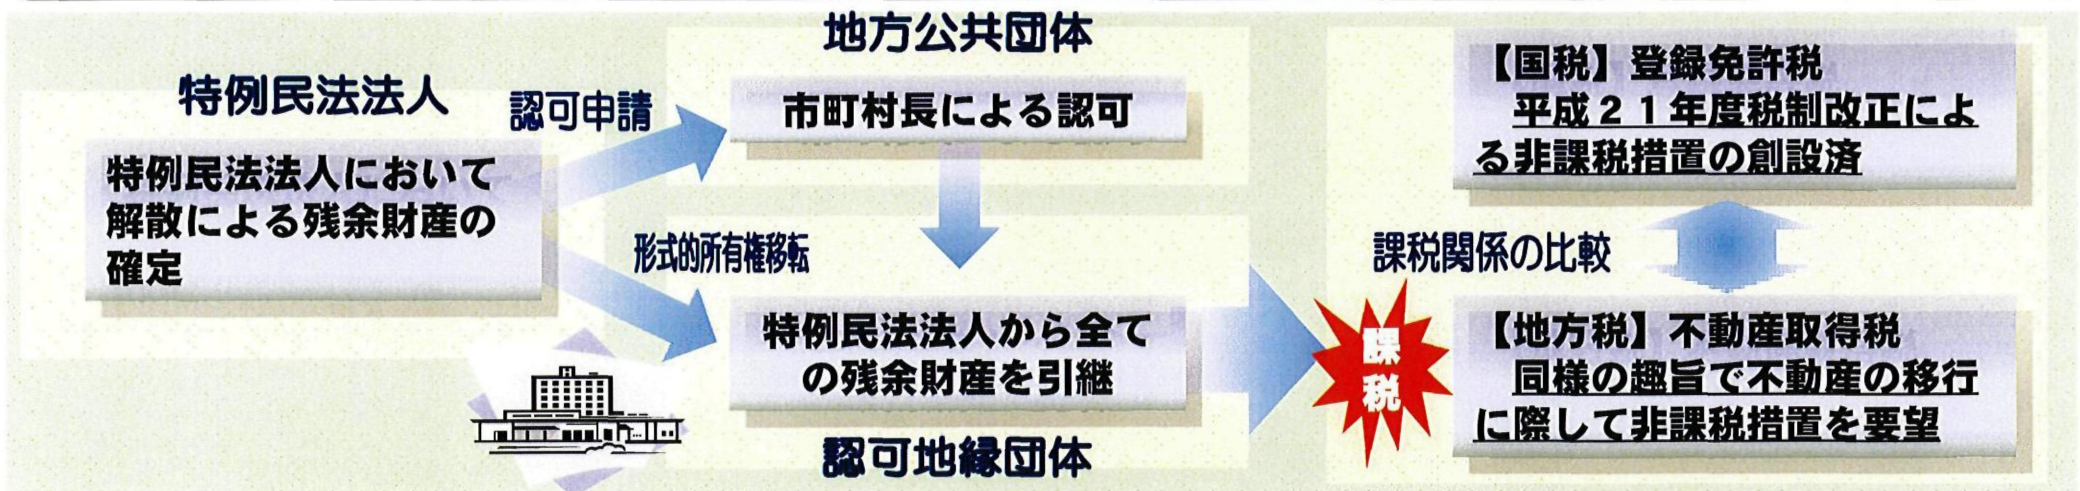 特例民法法人
特例民法法人において
解散による残余財産の
確定
認可申請
形式的所有権移転
地方公共団体
市町村長による認可
特例民法法人から全て
の残余財産を引継
認可地縁団体
課税
【国税】登録免許税
平成２１年度税制改正によ
る非課税措置の創設済
課税関係の比較
【地方税】不動産取得税
同様の趣旨で不動産の移行
に際して非課税措置を要望